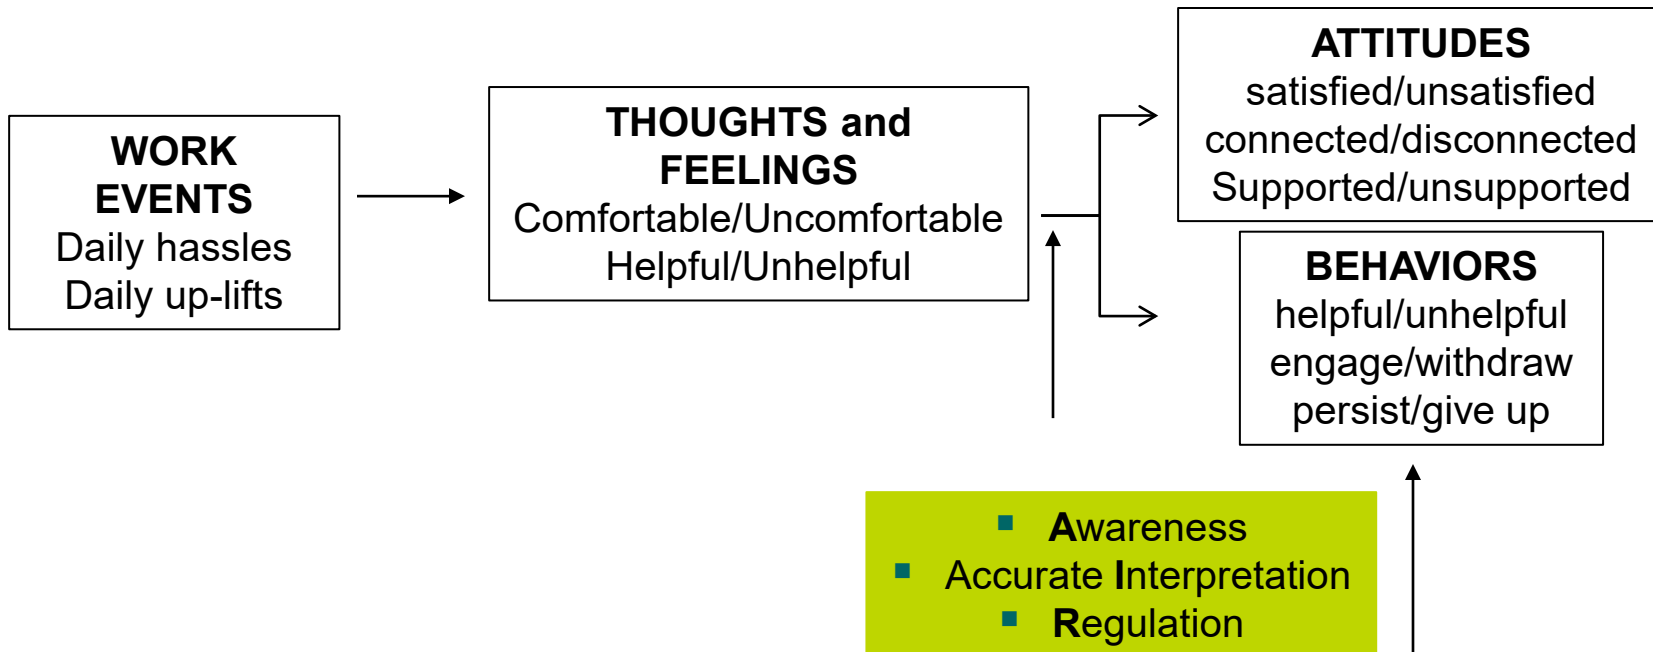 WORK
EVENTS
Daily hassles
Daily up-lifts
THOUGHTS and
FEELINGS
Comfortable/Uncomfortable
Helpful/Unhelpful
ATTITUDES
satisfied/unsatisfied
connected/disconnected
Supported/unsupported
BEHAVIORS
helpful/unhelpful
engage/withdraw
persist/give up
▪ Awareness
▪ Accurate Interpretation
▪ Regulation